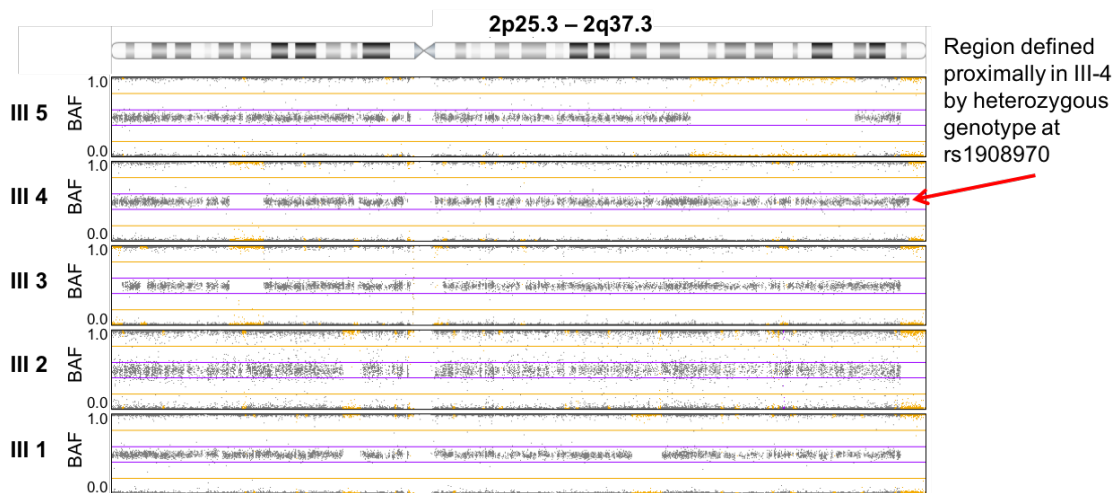 2p25.3 – 2q37.3
Region defined
proximally in III-4
by heterozygous
genotype at
rs1908970
III 5
BAF
1.0
0.0
III 4
BAF
1.0
0.0
III 3
BAF
1.0
0.0
III 2
BAF
1.0
0.0
III 1
BAF
1.0
0.0